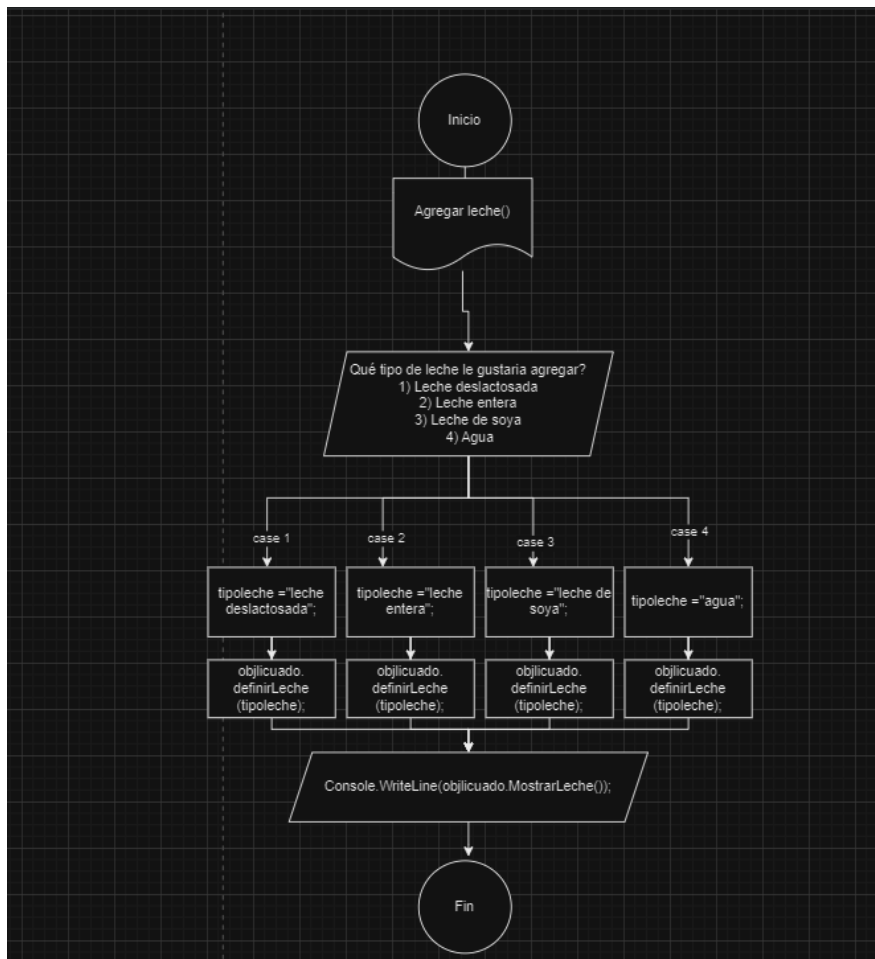 Inicio
Agregar leche()
Qué tipo de leche le gustaria agregar?
1) Leche deslactosada
2) Leche entera
3) Leche de soya
4) Agua
case 1
case 2
case 3
case 4
tipoleche ="leche
deslactosada";
tipoleche ="leche
entera";
tipoleche ="leche de
soya";
tipoleche ="agua";
objlicuado.
definirLeche
(tipoleche);
objlicuado.
definirLeche
(tipoleche);
objlicuado.
definirLeche
(tipoleche);
objlicuado.
definirLeche
(tipoleche);
Console.WriteLine(objlicuado.MostrarLeche());
Fin